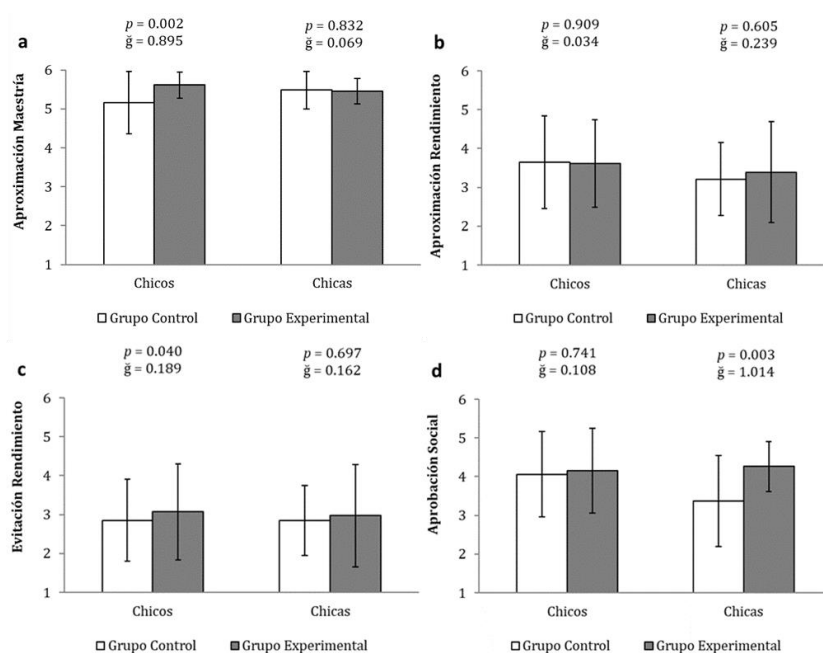 a
p = 0.002
ğ = 0.895
p = 0.832
ğ = 0.069
Aproximación Maestría
6
5
4
3
2
1
Chicos
Chicas
Grupo Control
Grupo Experimental
b
p = 0.909
ğ = 0.034
p = 0.605
ğ = 0.239
Aproximación Rendimiento
6
5
4
3
2
1
Chicos
Chicas
Grupo Control
Grupo Experimental
c
p = 0.040
ğ = 0.189
p = 0.697
ğ = 0.162
Evitación Rendimiento
6
5
4
3
2
1
Chicos
Chicas
Grupo Control
Grupo Experimental
d
p = 0.741
ğ = 0.108
p = 0.003
ğ = 1.014
Aprobación Social
6
5
4
3
2
1
Chicos
Chicas
Grupo Control
Grupo Experimental